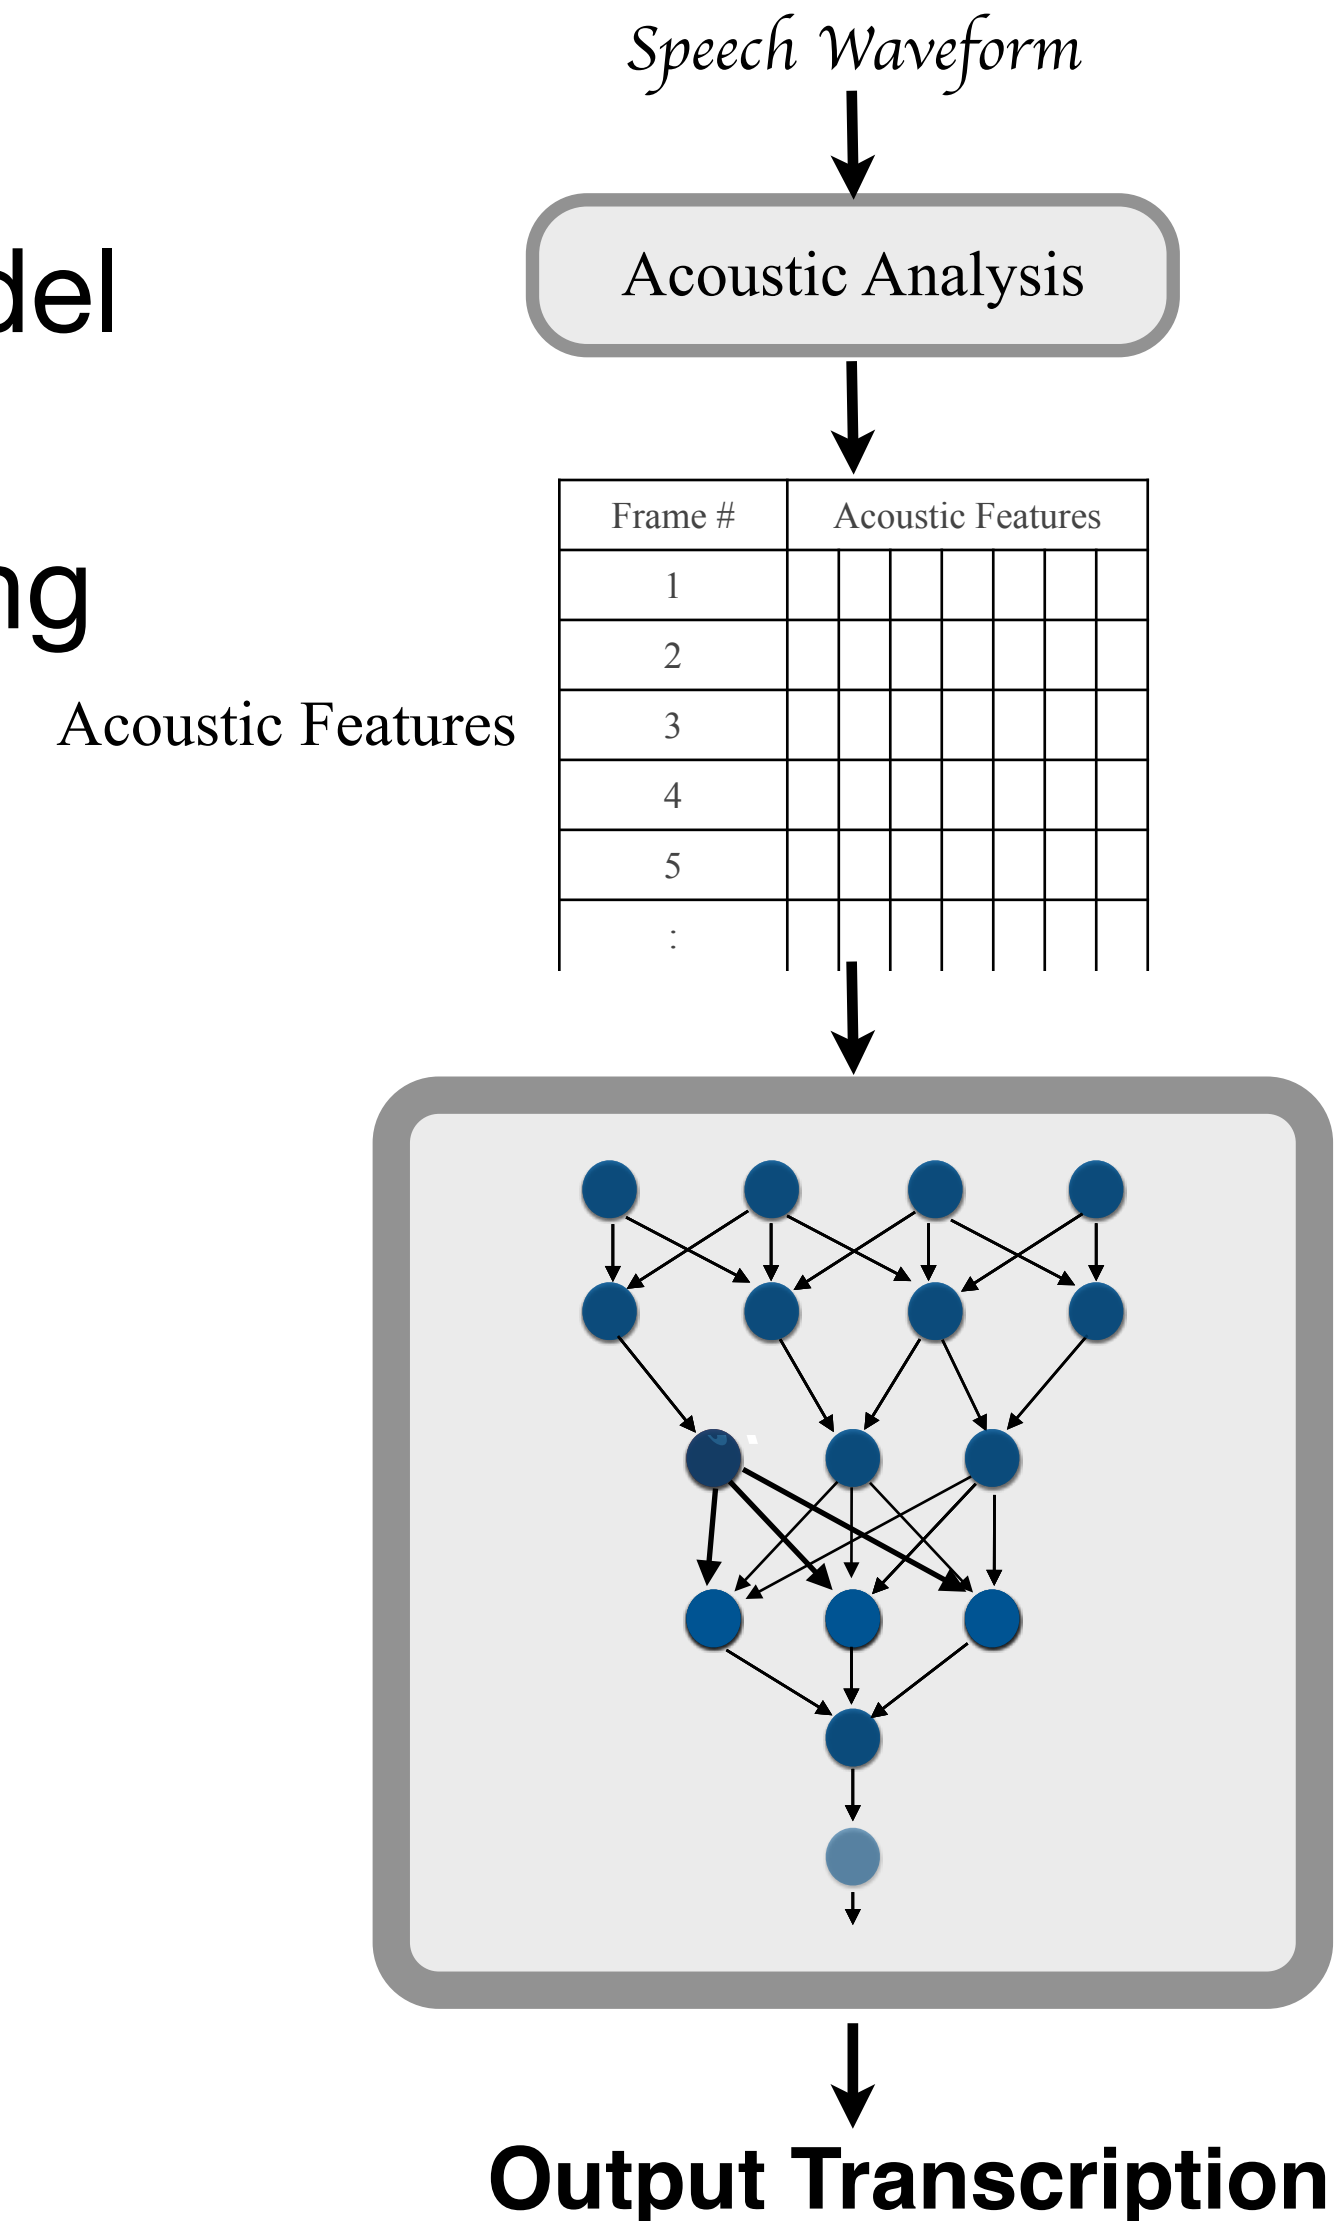 Speech Waveform
Acoustic Analysis
del
ng
Acoustic Features
Frame # Acoustic Features
1
2
3
4
5
:
Output Transcription